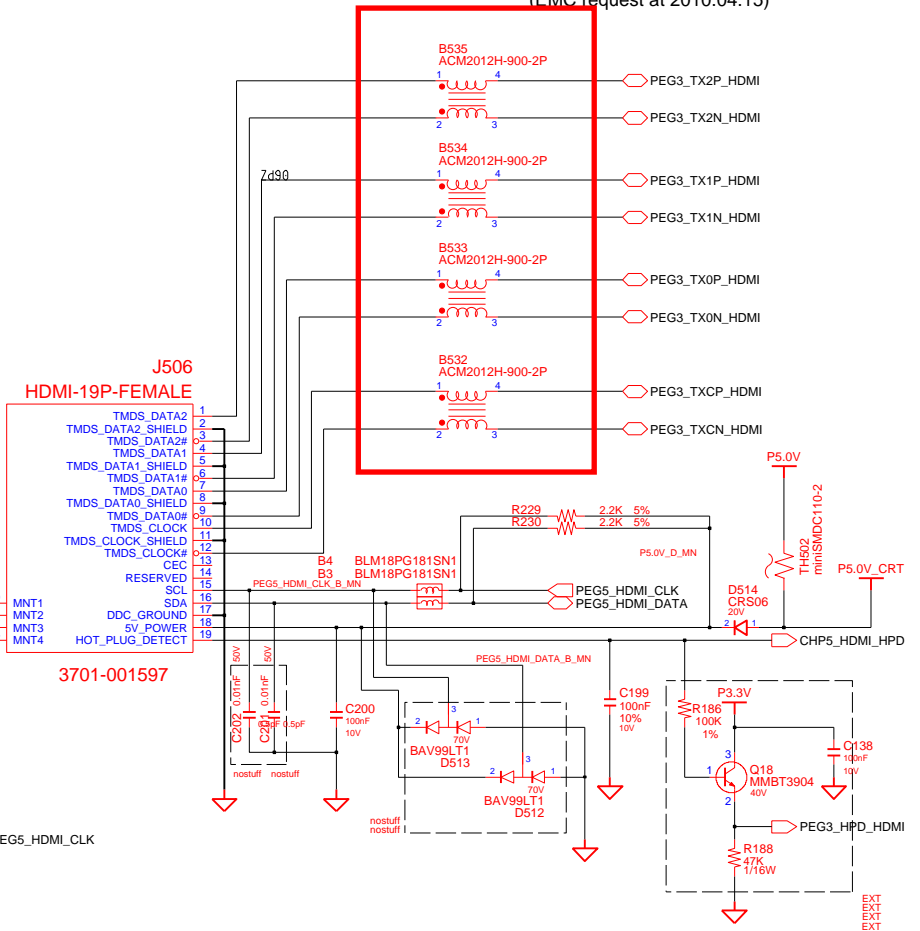 (EMC request at 2010.04.15)
B535
ACM2012H-900-2P
1
4
PEG3_TX2P_HDMI
2
3
PEG3_TX2N_HDMI
B534
ACM2012H-900-2P
1
4
PEG3_TX1P_HDMI
2
3
PEG3_TX1N_HDMI
B533
ACM2012H-900-2P
1
4
PEG3_TX0P_HDMI
2
3
PEG3_TX0N_HDMI
B532
ACM2012H-900-2P
1
4
PEG3_TXCP_HDMI
2
3
PEG3_TXCN_HDMI
J506
HDMI-19P-FEMALE
TMDS_DATA2 1
TMDS_DATA2_SHIELD 2
TMDS_DATA2# 3
TMDS_DATA1 4
TMDS_DATA1_SHIELD 5
TMDS_DATA1# 6
TMDS_DATA0 7
TMDS_DATA0_SHIELD 8
TMDS_DATA0# 9
TMDS_CLOCK 10
TMDS_CLOCK_SHIELD 11
TMDS_CLOCK# 12
CEC 13
RESERVED 14
SCL 15
SDA 16
DDC_GROUND 17
5V_POWER 18
HOT_PLUG_DETECT 19
MNT1
MNT2
MNT3
MNT4
3701-001597
R229 2.2K 5%
R230 2.2K 5%
P5.0V_D_MN
B4 BLM18PG181SN1
B3 BLM18PG181SN1
PEG5_HDMI_CLK_B_MN
PEG5_HDMI_CLK
PEG5_HDMI_DATA
P5.0V
TH502
miniSMDC110-2
P5.0V_CRT
D514
CRS06
20V
2
1
CHP5_HDMI_HPD
PEG5_HDMI_DATA_B_MN
C202 0.01nF 50V
C201 0.01nF 50V
0.5pF
nostuff
nostuff
C200
100nF
10V
3
2
1
70V
BAV99LT1
D513
3
2
1
70V
BAV99LT1
D512
nostuff
nostuff
C199
100nF
10%
10V
R186
100K
1%
P3.3V
3
1
2
Q18
MMBT3904
40V
C138
100nF
10V
PEG3_HPD_HDMI
R188
47K
1/16W
EG5_HDMI_CLK
EXT
EXT
EXT
EXT